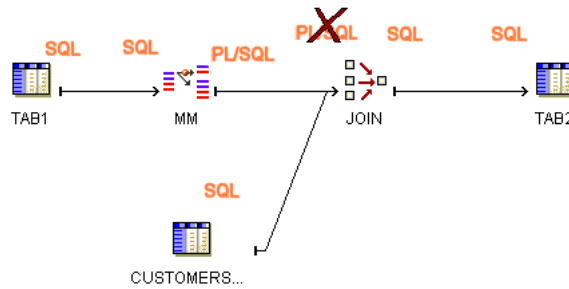 SQL SQL PL/SQL PL/SQL SQL SQL
TAB1 MM JOIN TAB2
SQL
CUSTOMERS...